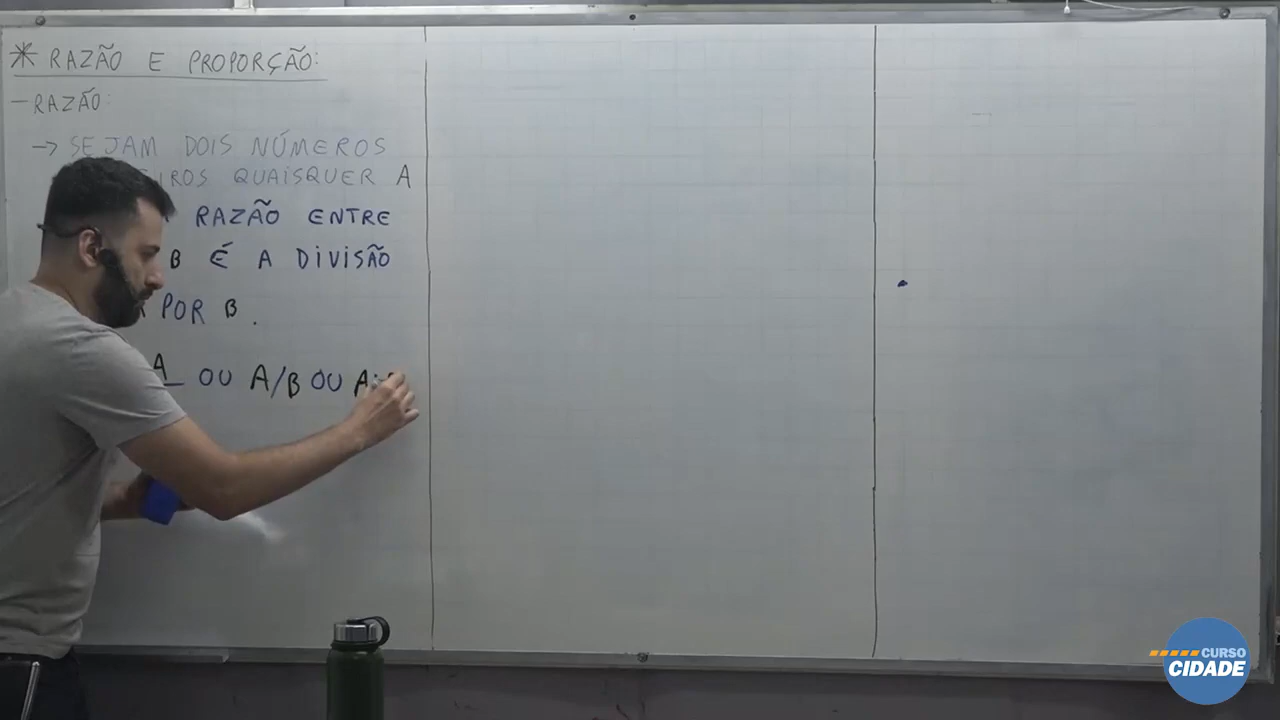 * RAZÃO E PROPORÇÃO:
- RAZÃO:
→ SEJAM DOIS NÚMEROS
QUAISQUER A
RAZÃO ENTRE
B É A DIVISÃO
POR B.
A OU A/B OU A:
CURSO
CIDADE